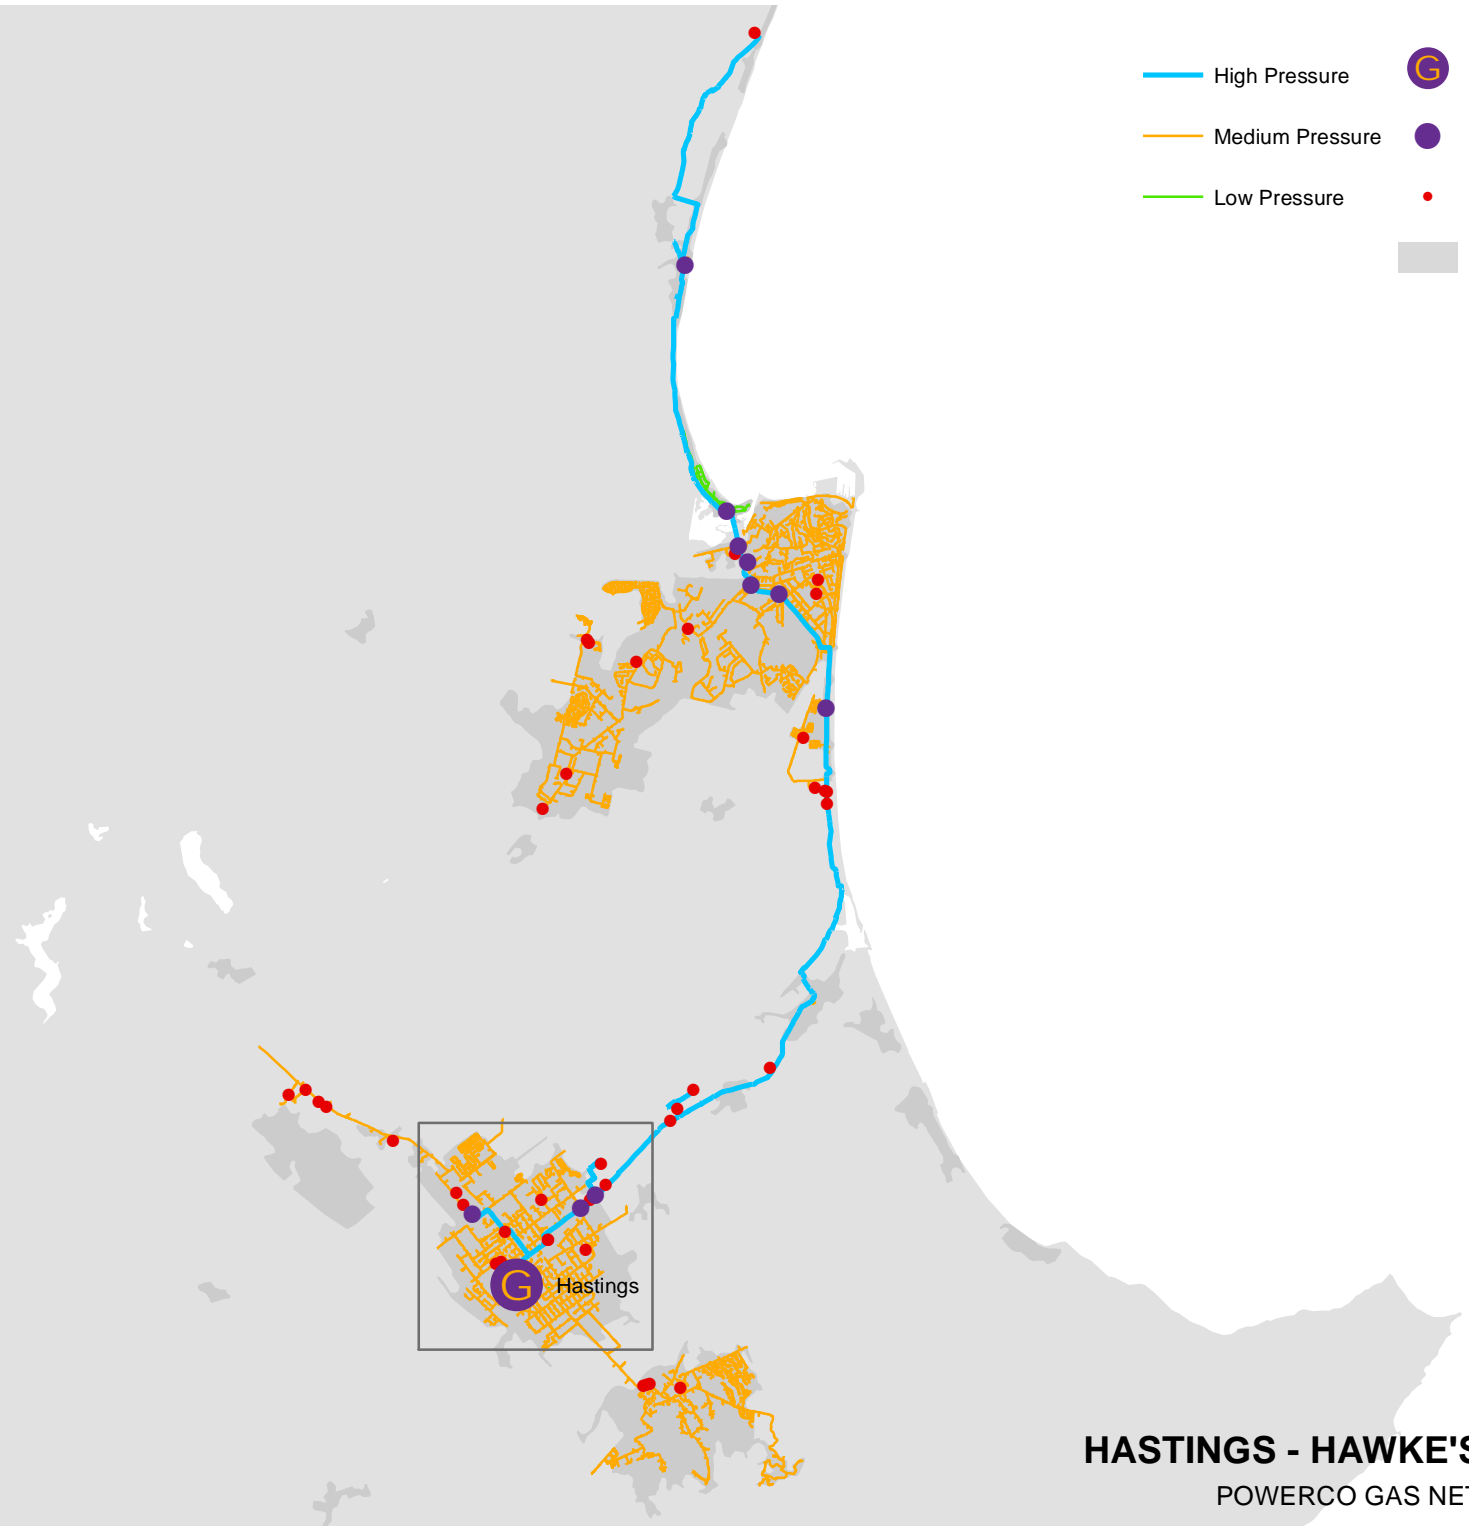 High Pressure
G
Medium Pressure
Low Pressure
G
Hastings
HASTINGS - HAWKE'S
POWERCO GAS NET